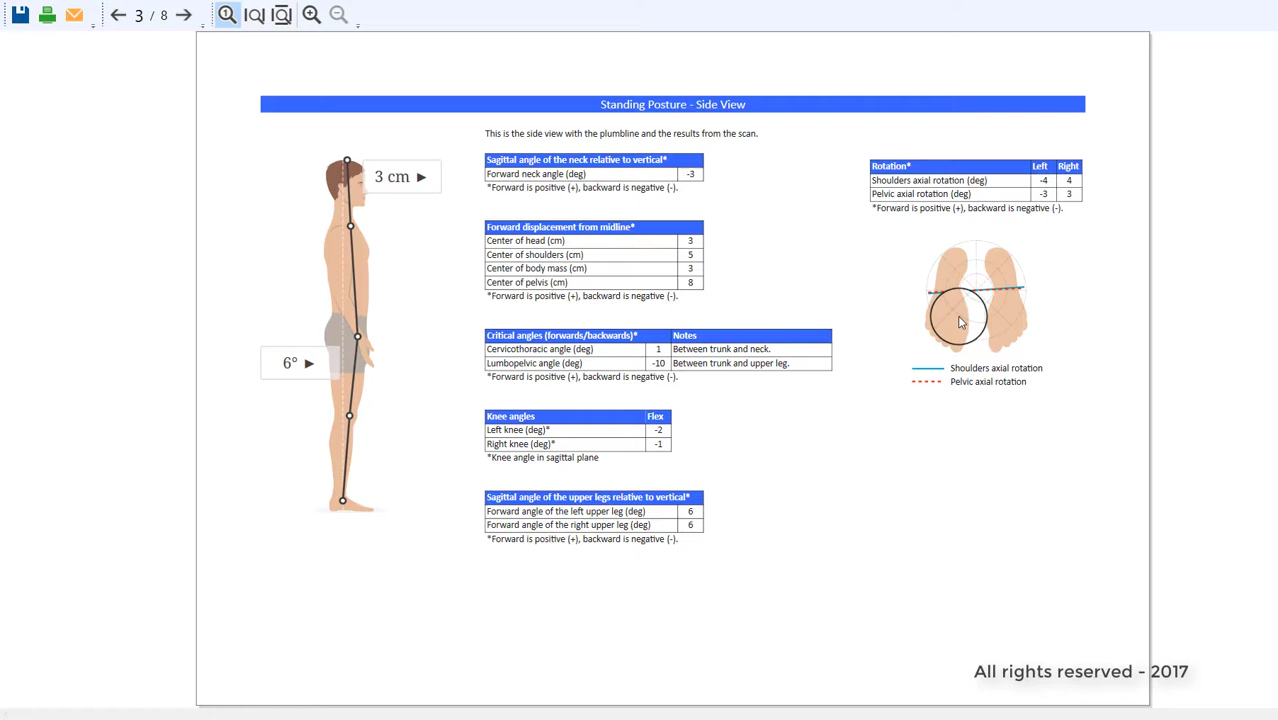 3 / 8
Standing Posture - Side View
This is the side view with the plumbline and the results from the scan.
3 cm ►
6° ►
Sagittal angle of the neck relative to vertical*
Forward neck angle (deg) -3
*Forward is positive (+), backward is negative (-).
Forward displacement from midline*
Center of head (cm) 3
Center of shoulders (cm) 5
Center of body mass (cm) 3
Center of pelvis (cm) 8
*Forward is positive (+), backward is negative (-).
Critical angles (forwards/backwards)* Notes
Cervicothoracic angle (deg) 1 Between trunk and neck.
Lumbopelvic angle (deg) -10 Between trunk and upper leg.
*Forward is positive (+), backward is negative (-).
Knee angles Flex
Left knee (deg)* -2
Right knee (deg)* -1
*Knee angle in sagittal plane
Sagittal angle of the upper legs relative to vertical*
Forward angle of the left upper leg (deg) 6
Forward angle of the right upper leg (deg) 6
*Forward is positive (+), backward is negative (-).
Rotation* Left Right
Shoulders axial rotation (deg) -4 4
Pelvic axial rotation (deg) -3 3
*Forward is positive (+), backward is negative (-).
Shoulders axial rotation
Pelvic axial rotation
All rights reserved - 2017